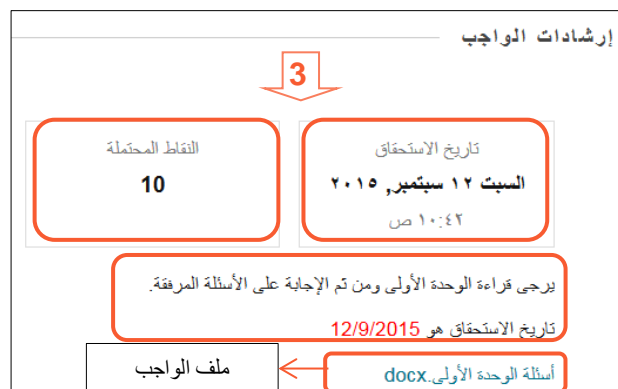 إرشادات الواجب
3
تاريخ الاستحقاق
السبت ١٢ سبتمبر, ٢٠١٥
١٠:٤٢ ص
النقاط المحتملة
10
يرجى قراءة الوحدة الأولى ومن ثم الإجابة على الأسئلة المرفقة.
تاريخ الاستحقاق هو 12/9/2015
أسئلة الوحدة الأولى.docx
ملف الواجب